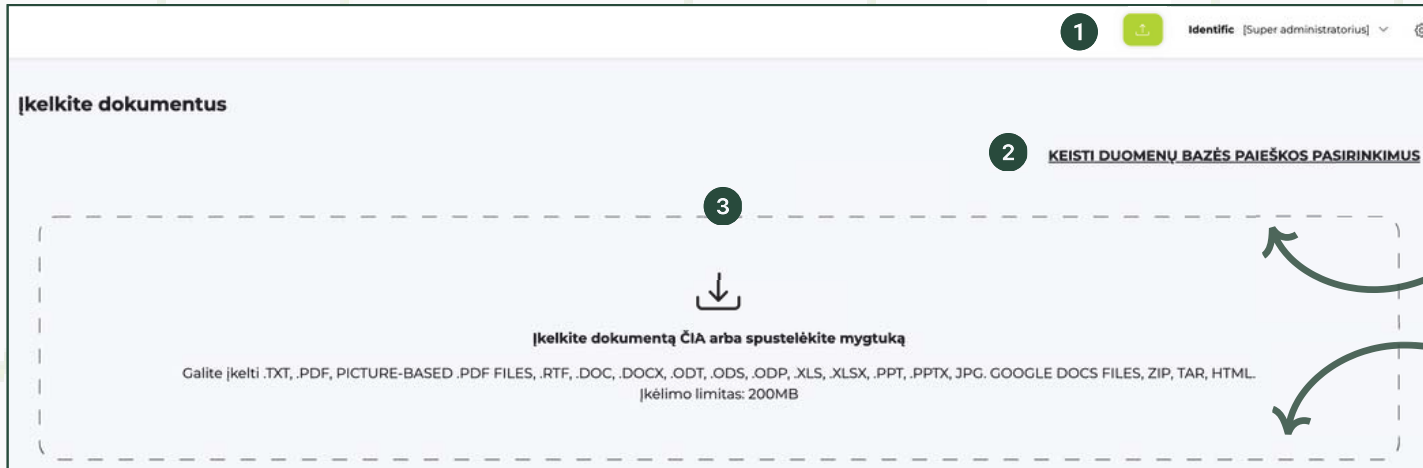 1
Identific [Super administratorius]
Įkelkite dokumentus
2 KEISTI DUOMENŲ BAZĖS PAIEŠKOS PASIRINKIMUS
3
Įkelkite dokumentą ČIA arba spustelėkite mygtuką
Galite įkelti .TXT, .PDF, PICTURE-BASED .PDF FILES, .RTF, .DOC, .DOCX, .ODT, .ODS, .ODP, .XLS, .XLSX, .PPT, .PPTX, JPG. GOOGLE DOCS FILES, ZIP, TAR, HTML.
Įkėlimo limitas: 200MB